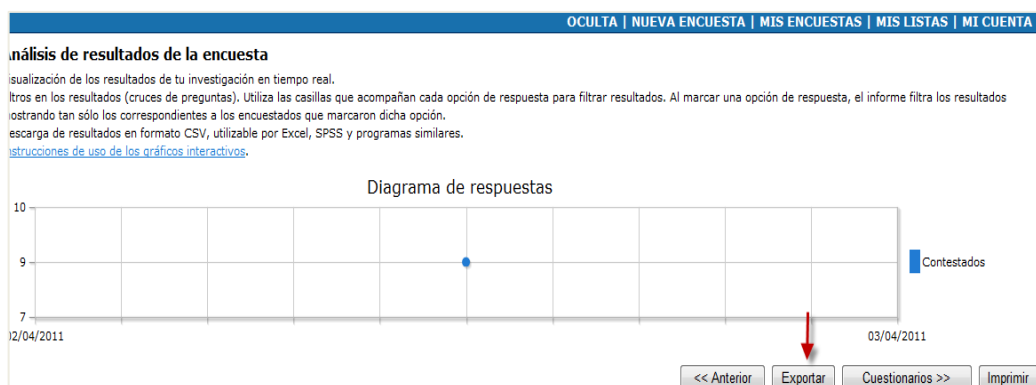 OCULTA | NUEVA ENCUESTA | MIS ENCUESTAS | MIS LISTAS | MI CUENTA
Análisis de resultados de la encuesta
isualización de los resultados de tu investigación en tiempo real.
ltros en los resultados (cruces de preguntas). Utiliza las casillas que acompañan cada opción de respuesta para filtrar resultados. Al marcar una opción de respuesta, el informe filtra los resultados
nostrando tan sólo los correspondientes a los encuestados que marcaron dicha opción.
escarga de resultados en formato CSV, utilizable por Excel, SPSS y programas similares.
nstrucciones de uso de los gráficos interactivos.
Diagrama de respuestas
10
9
Contestados
7
02/04/2011 03/04/2011
<< Anterior Exportar Cuestionarios >> Imprimir